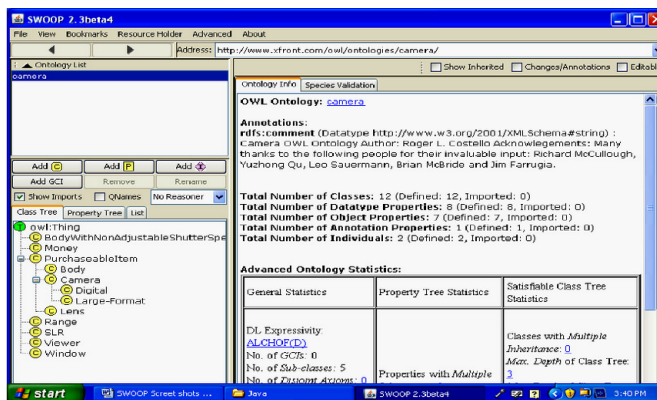 SWOOP 2.3beta4
File View Bookmarks Resource Holder Advanced About
Address: http://www.xfront.com/owl/ontologies/camera/
Ontology List
Show Inherited Changes/Annotations Editable
camera
Ontology Info Species Validation
OWL Ontology: camera
Annotations:
rdfs:comment (Datatype http://www.w3.org/2001/XMLSchema#string) :
Camera OWL Ontology Author: Roger L. Costello Acknowlegements: Many
thanks to the following people for their invaluable input: Richard McCullough,
Yuzhong Qu, Leo Sauermann, Brian McBride and Jim Farrugia.
Add C Add P Add
Add GCI Remove Rename
Show Imports QNames No Reasoner
Class Tree Property Tree List
Total Number of Classes: 12 (Defined: 12, Imported: 0)
Total Number of Datatype Properties: 8 (Defined: 8, Imported: 0)
Total Number of Object Properties: 7 (Defined: 7, Imported: 0)
Total Number of Annotation Properties: 1 (Defined: 1, Imported: 0)
Total Number of Individuals: 2 (Defined: 2, Imported: 0)
T owl:Thing
C BodyWithNonAdjustableShutterSpe
C Money
C PurchaseableItem
C Body
C Camera
C Digital
C Large-Format
C Lens
C Range
C SLR
C Viewer
C Window
Advanced Ontology Statistics:
General Statistics
Property Tree Statistics
Satisfiable Class Tree
Statistics
DL Expressivity:
ALCHOF(D)
No. of GCIs: 0
No. of Sub-classes: 5
No. of Disjoint Axioms: 0
Properties with Multiple
Classes with Multiple
Inheritance: 0
Max. Depth of Class Tree:
3
start SWOOP Screet shots ... Java SWOOP 2.3beta4 3:40 PM